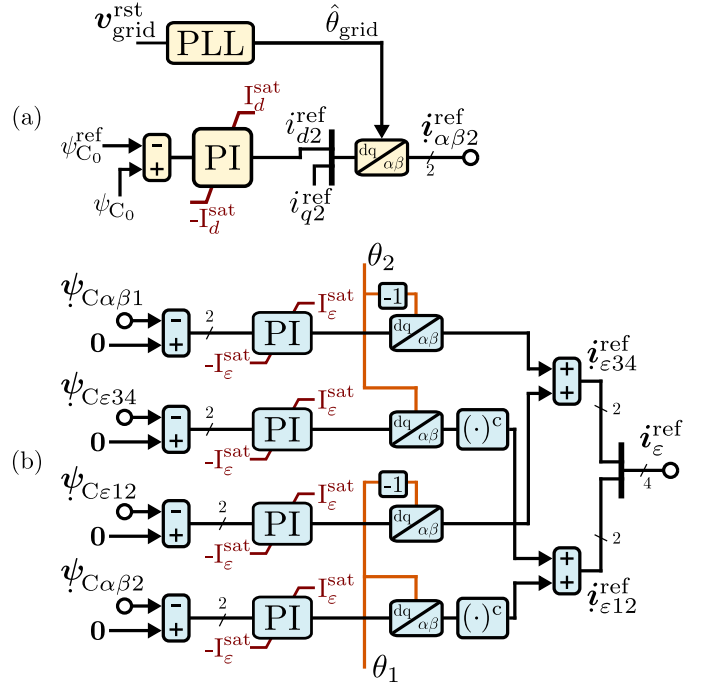 v_grid^rst PLL θ̂_grid
(a)
I_d^sat
ψ_C₀^ref - + PI i_d2^ref dq αβ i_αβ2^ref
2
ψ_C₀ -I_d^sat i_q2^ref
(b)
θ₂
ψ_Cαβ1 - + 2 PI I_ε^sat -1
0 -I_ε^sat dq αβ
+ + i_ε34^ref
ψ_Cε34 - + 2 PI I_ε^sat
0 -I_ε^sat dq αβ (·)^c
2
i_ε^ref
4
ψ_Cε12 - + 2 PI I_ε^sat -1
0 -I_ε^sat dq αβ
2
+ + i_ε12^ref
ψ_Cαβ2 - + 2 PI I_ε^sat
0 -I_ε^sat dq αβ (·)^c
θ₁